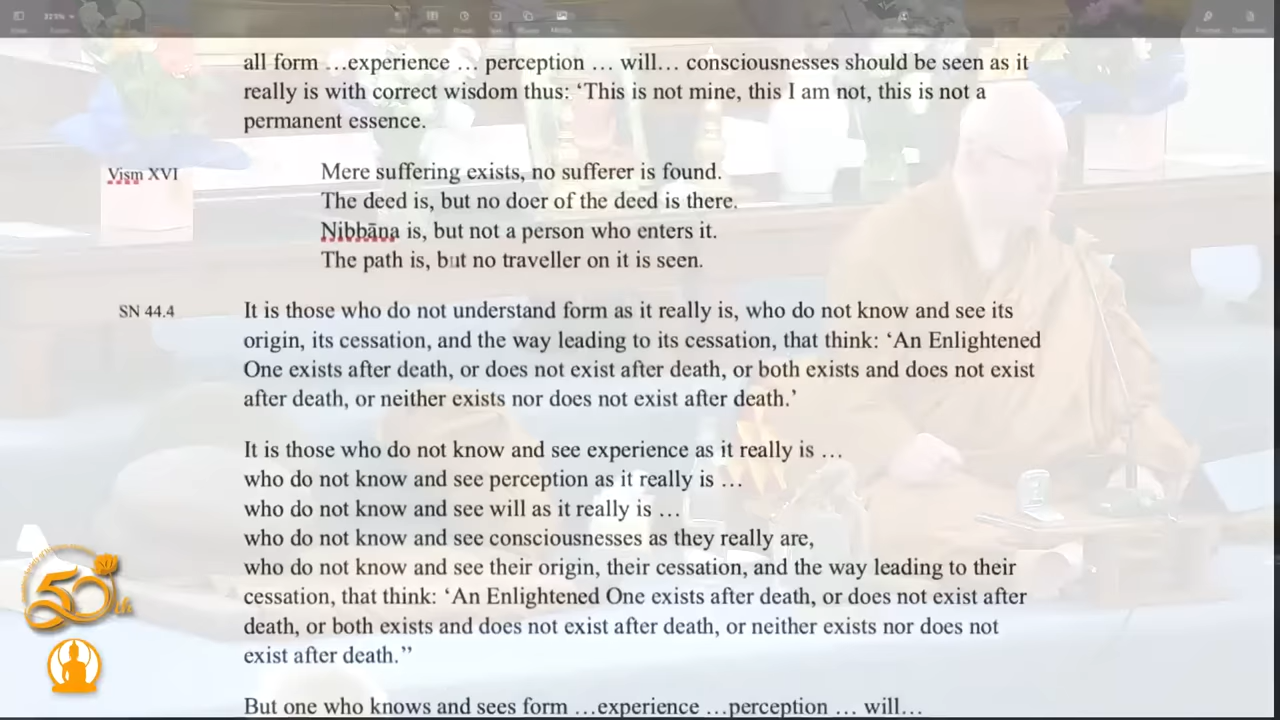 all form …experience … perception … will… consciousnesses should be seen as it
really is with correct wisdom thus: ‘This is not mine, this I am not, this is not a
permanent essence.
Vism XVI
Mere suffering exists, no sufferer is found.
The deed is, but no doer of the deed is there.
Nibbāna is, but not a person who enters it.
The path is, but no traveller on it is seen.
SN 44.4
It is those who do not understand form as it really is, who do not know and see its
origin, its cessation, and the way leading to its cessation, that think: ‘An Enlightened
One exists after death, or does not exist after death, or both exists and does not exist
after death, or neither exists nor does not exist after death.’
It is those who do not know and see experience as it really is …
who do not know and see perception as it really is …
who do not know and see will as it really is …
who do not know and see consciousnesses as they really are,
who do not know and see their origin, their cessation, and the way leading to their
cessation, that think: ‘An Enlightened One exists after death, or does not exist after
death, or both exists and does not exist after death, or neither exists nor does not
exist after death.’’
But one who knows and sees form …experience …perception … will…
50th